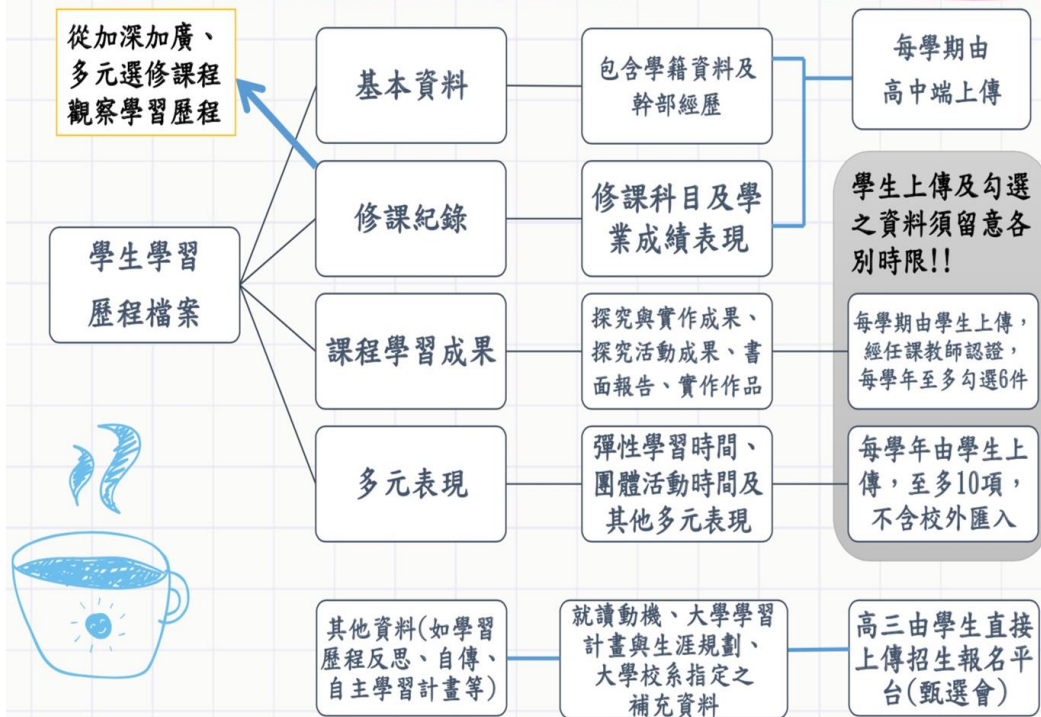 從加深加廣、
多元選修課程
觀察學習歷程
基本資料
包含學籍資料及
幹部經歷
每學期由
高中端上傳
修課紀錄
修課科目及學
業成績表現
學生上傳及勾選
之資料須留意各
別時限!!
學生學習
歷程檔案
課程學習成果
探究與實作成果、
探究活動成果、書
面報告、實作作品
每學期由學生上傳，
經任課教師認證，
每學年至多勾選6件
多元表現
彈性學習時間、
團體活動時間及
其他多元表現
每學年由學生上
傳，至多10項，
不含校外匯入
其他資料(如學習
歷程反思、自傳、
自主學習計畫等)
就讀動機、大學學習
計畫與生涯規劃、
大學校系指定之
補充資料
高三由學生直接
上傳招生報名平
台(甄選會)